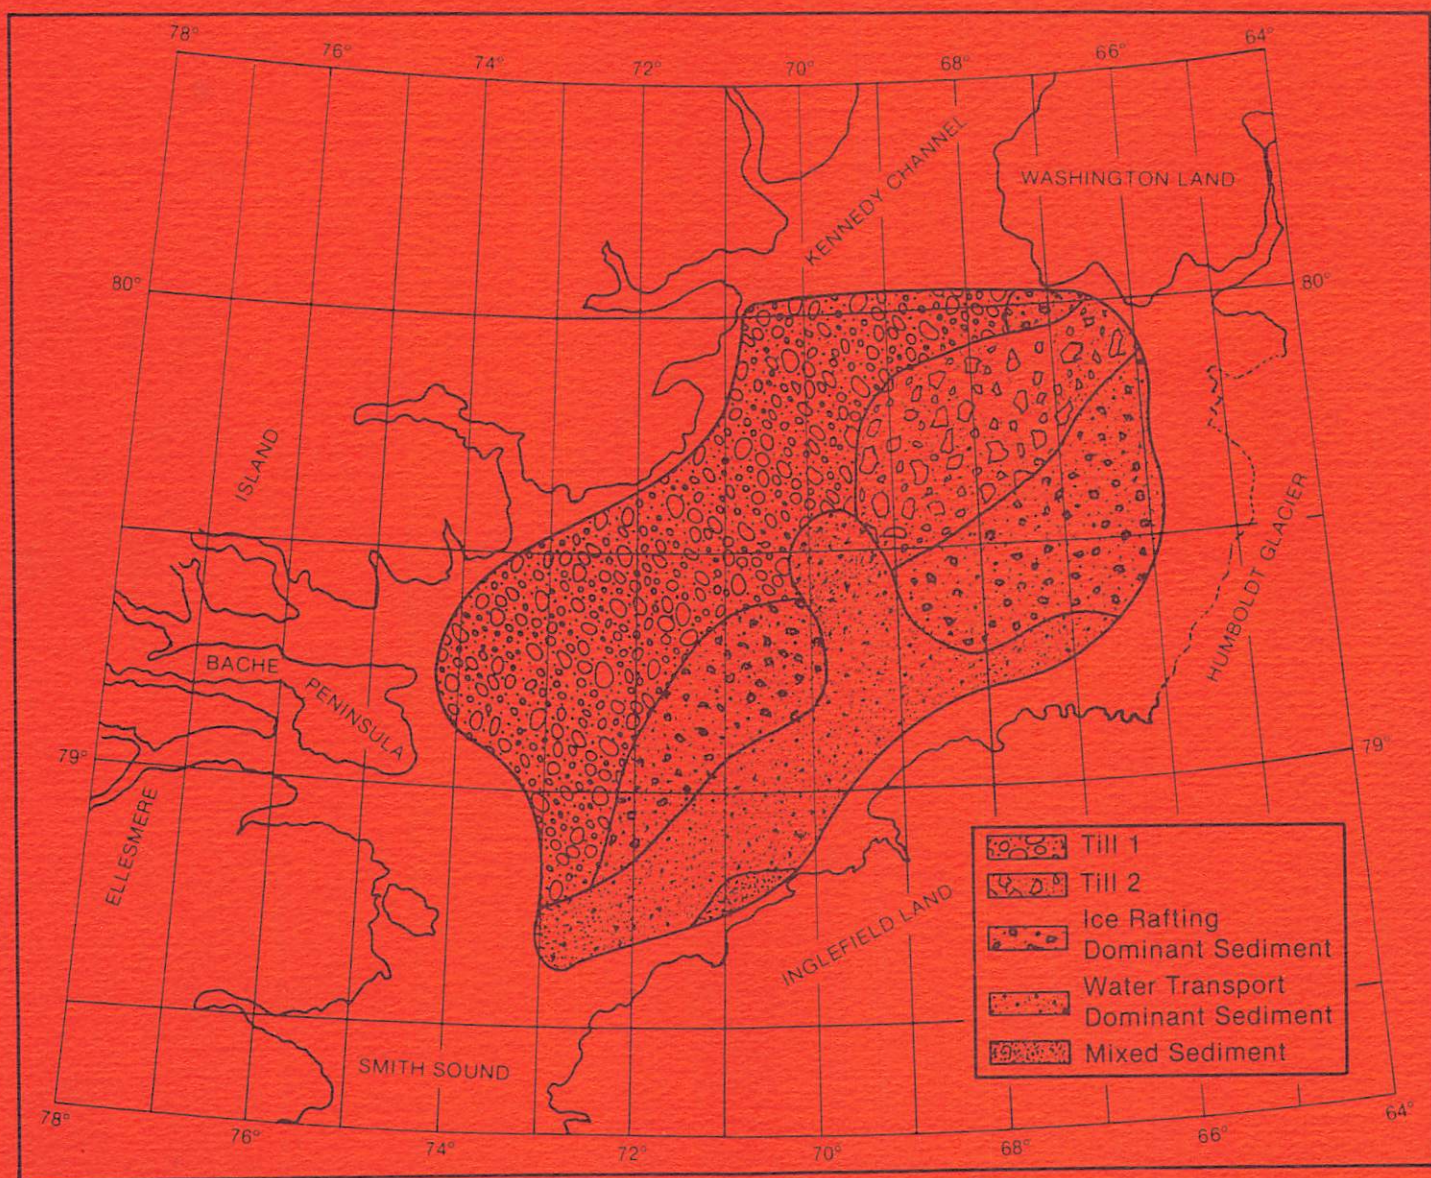 78°
76°
74°
72°
70°
68°
66°
64°
KENNEDY CHANNEL
WASHINGTON LAND
80°
80°
ISLAND
HUMBOLDT GLACIER
BACHE
PENINSULA
79°
79°
ELLESMERE
INGLEFIELD LAND
Till 1
Till 2
Ice Rafting
Dominant Sediment
Water Transport
Dominant Sediment
Mixed Sediment
SMITH SOUND
78°
76°
74°
72°
70°
68°
66°
64°